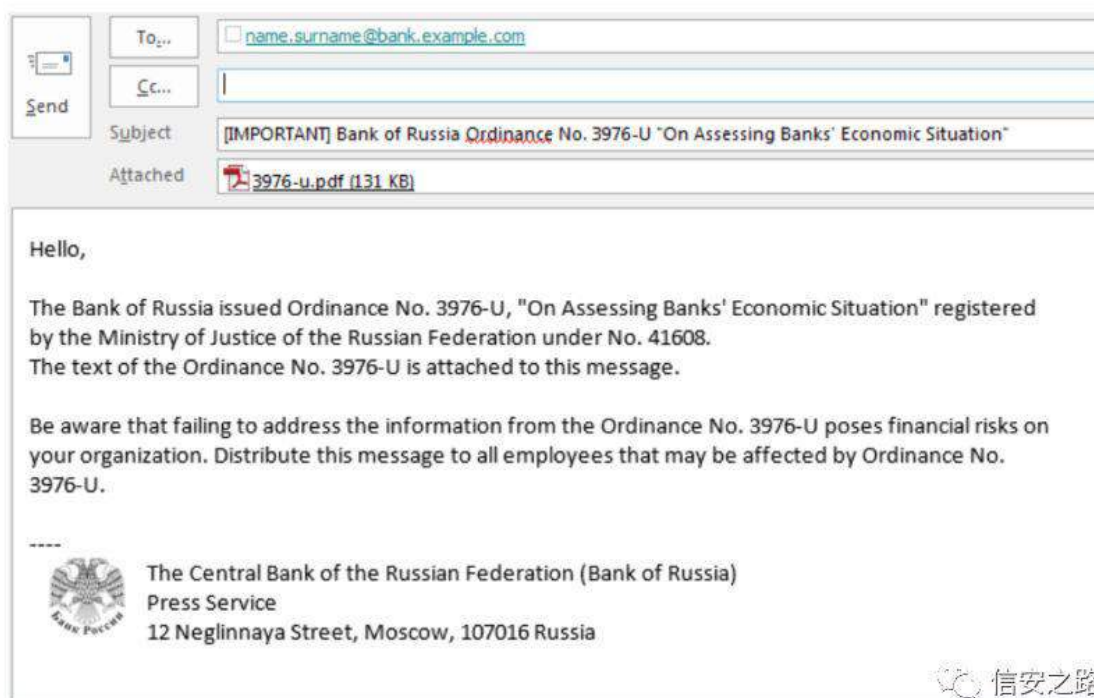 To...
name.surname@bank.example.com
Cc...
Send
Subject
[IMPORTANT] Bank of Russia Ordinance No. 3976-U "On Assessing Banks' Economic Situation"
Attached
3976-u.pdf (131 KB)
Hello,
The Bank of Russia issued Ordinance No. 3976-U, "On Assessing Banks' Economic Situation" registered
by the Ministry of Justice of the Russian Federation under No. 41608.
The text of the Ordinance No. 3976-U is attached to this message.
Be aware that failing to address the information from the Ordinance No. 3976-U poses financial risks on
your organization. Distribute this message to all employees that may be affected by Ordinance No.
3976-U.
----
The Central Bank of the Russian Federation (Bank of Russia)
Press Service
12 Neglinnaya Street, Moscow, 107016 Russia
Банк России
信安之路